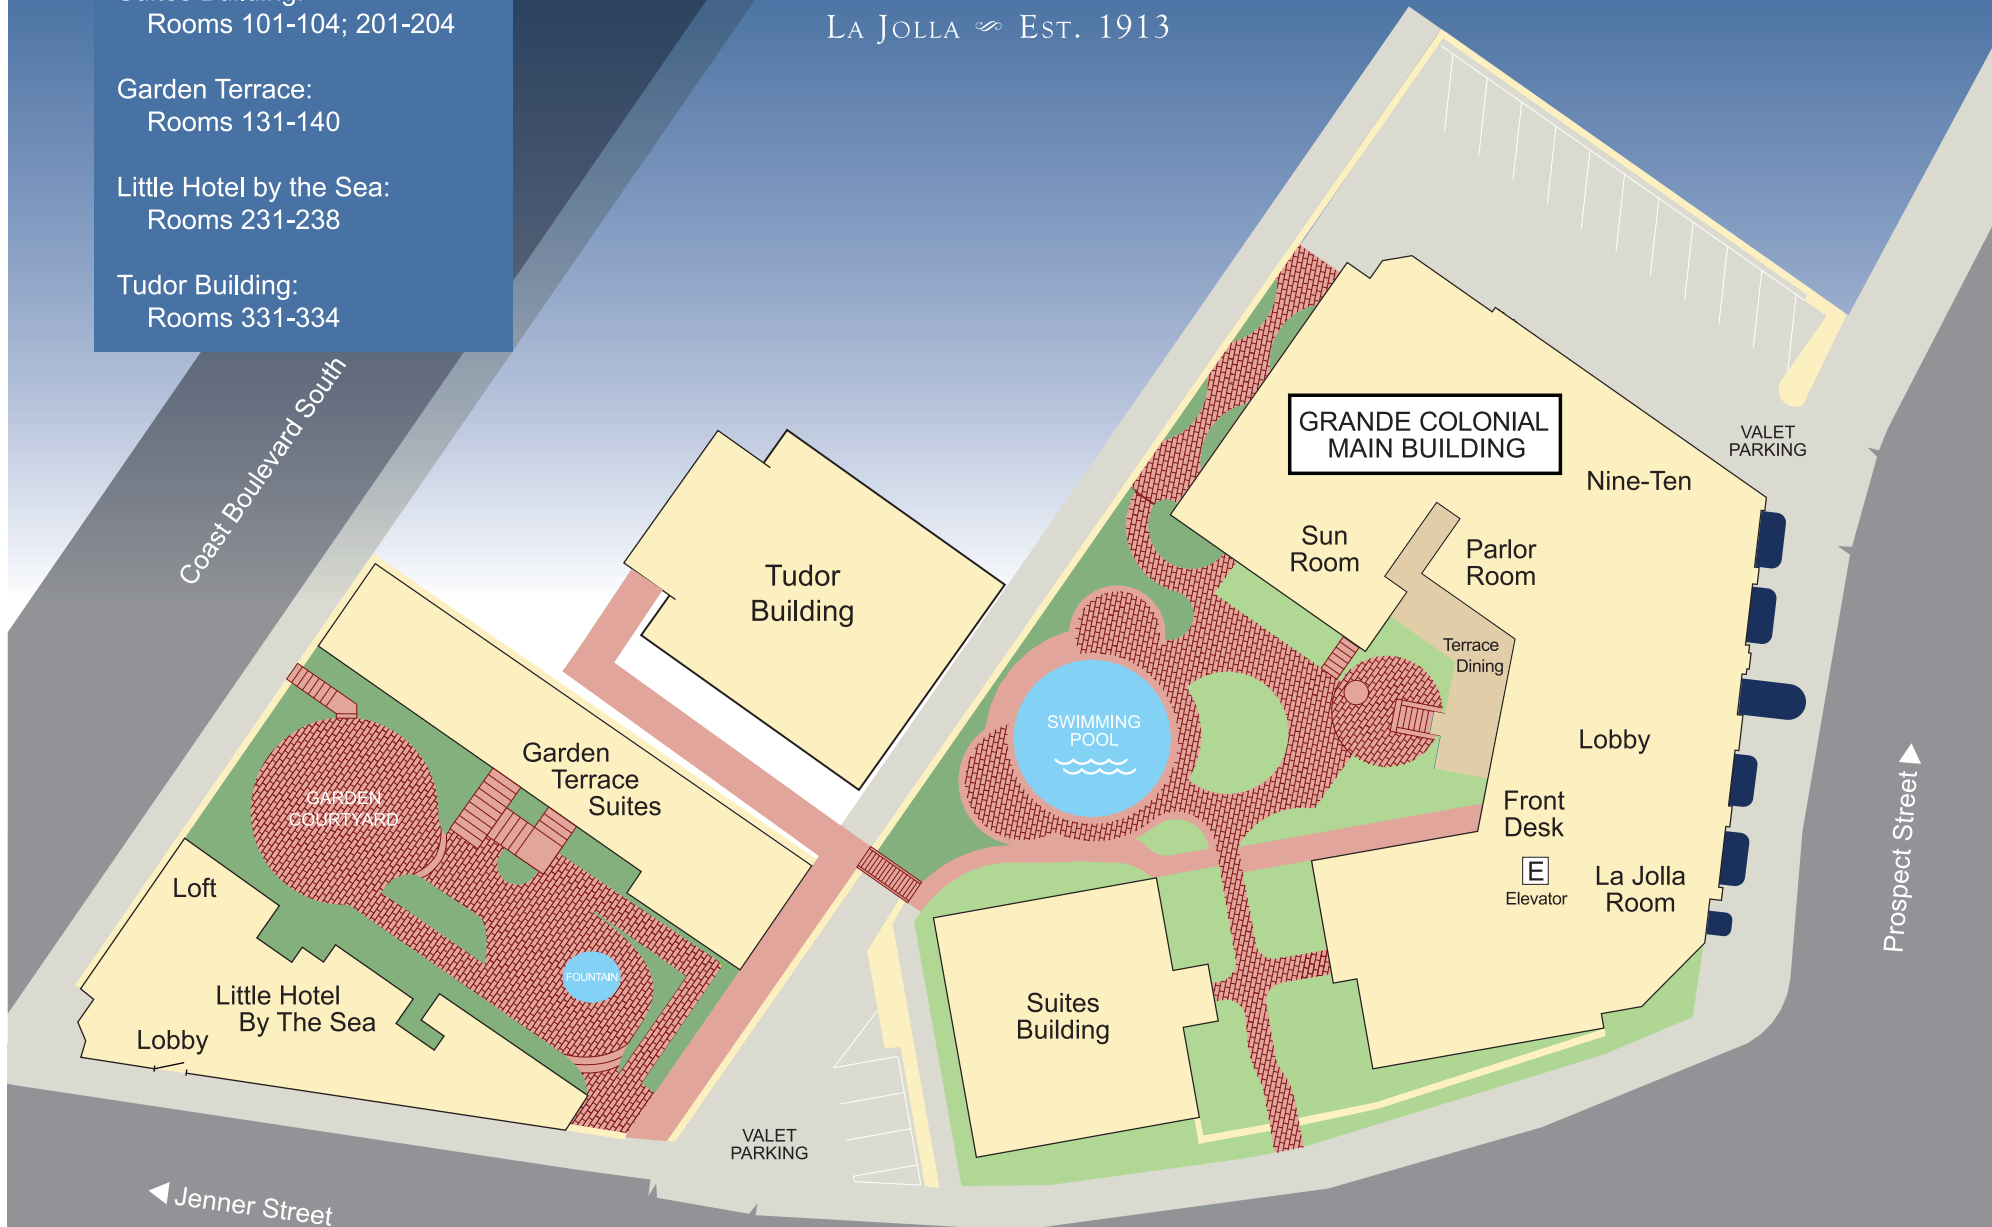 Suites Building:
Rooms 101-104; 201-204
Garden Terrace:
Rooms 131-140
Little Hotel by the Sea:
Rooms 231-238
Tudor Building:
Rooms 331-334
LA JOLLA EST. 1913
Coast Boulevard South
GRANDE COLONIAL
MAIN BUILDING
VALET
PARKING
Nine-Ten
Sun
Room
Parlor
Room
Tudor
Building
Terrace
Dining
SWIMMING
POOL
Lobby
Garden
Terrace
Suites
GARDEN
COURTYARD
Front
Desk
E
Elevator
La Jolla
Room
Prospect Street
Loft
FOUNTAIN
Little Hotel
By The Sea
Lobby
Suites
Building
VALET
PARKING
Jenner Street